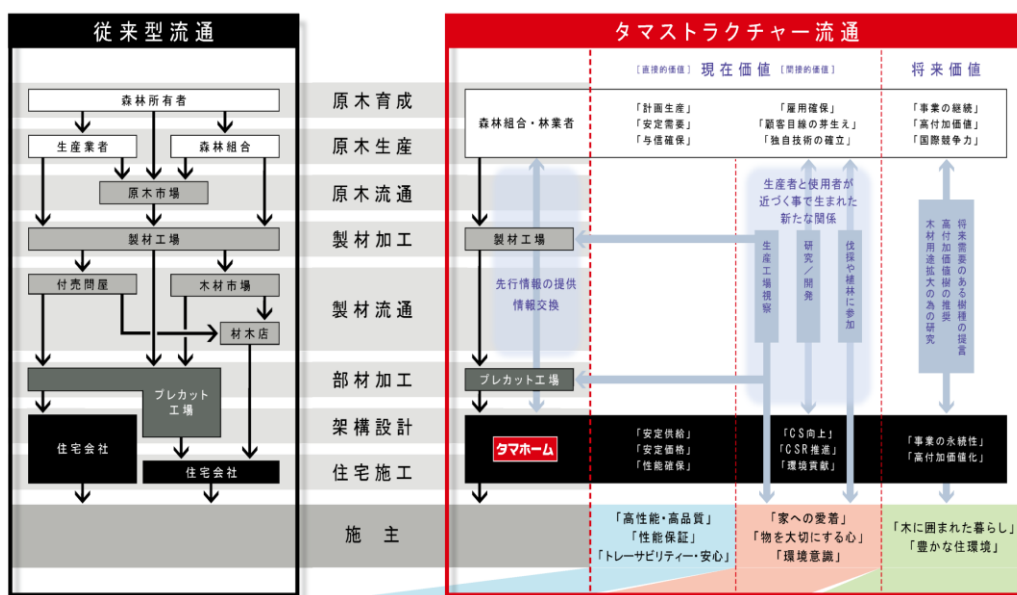 従来型流通
森林所有者
生産業者
森林組合
原木市場
製材工場
付売問屋
木材市場
材木店
プレカット
工場
住宅会社
住宅会社
原木育成
原木生産
原木流通
製材加工
製材流通
部材加工
架構設計
住宅施工
施主
タマストラクチャー流通
[直接的価値] 現在価値 [間接的価値]
将来価値
森林組合・林業者
「計画生産」
「安定需要」
「与信確保」
「雇用確保」
「顧客目線の芽生え」
「独自技術の確立」
「事業の継続」
「高付加価値」
「国際競争力」
生産者と使用者が
近づく事で生まれた
新たな関係
製材工場
先行情報の提供
情報交換
生産工場視察
研究/開発
伐採や植林に参加
将来需要のある樹種の提言
高付加価値樹の推奨
木材用途拡大の為の研究
プレカット工場
タマホーム
「安定供給」
「安定価格」
「性能確保」
「CS向上」
「CSR推進」
「環境貢献」
「事業の永続性」
「高付加価値化」
「高性能・高品質」
「性能保証」
「トレーサビリティー・安心」
「家への愛着」
「物を大切にする心」
「環境意識」
「木に囲まれた暮らし」
「豊かな住環境」